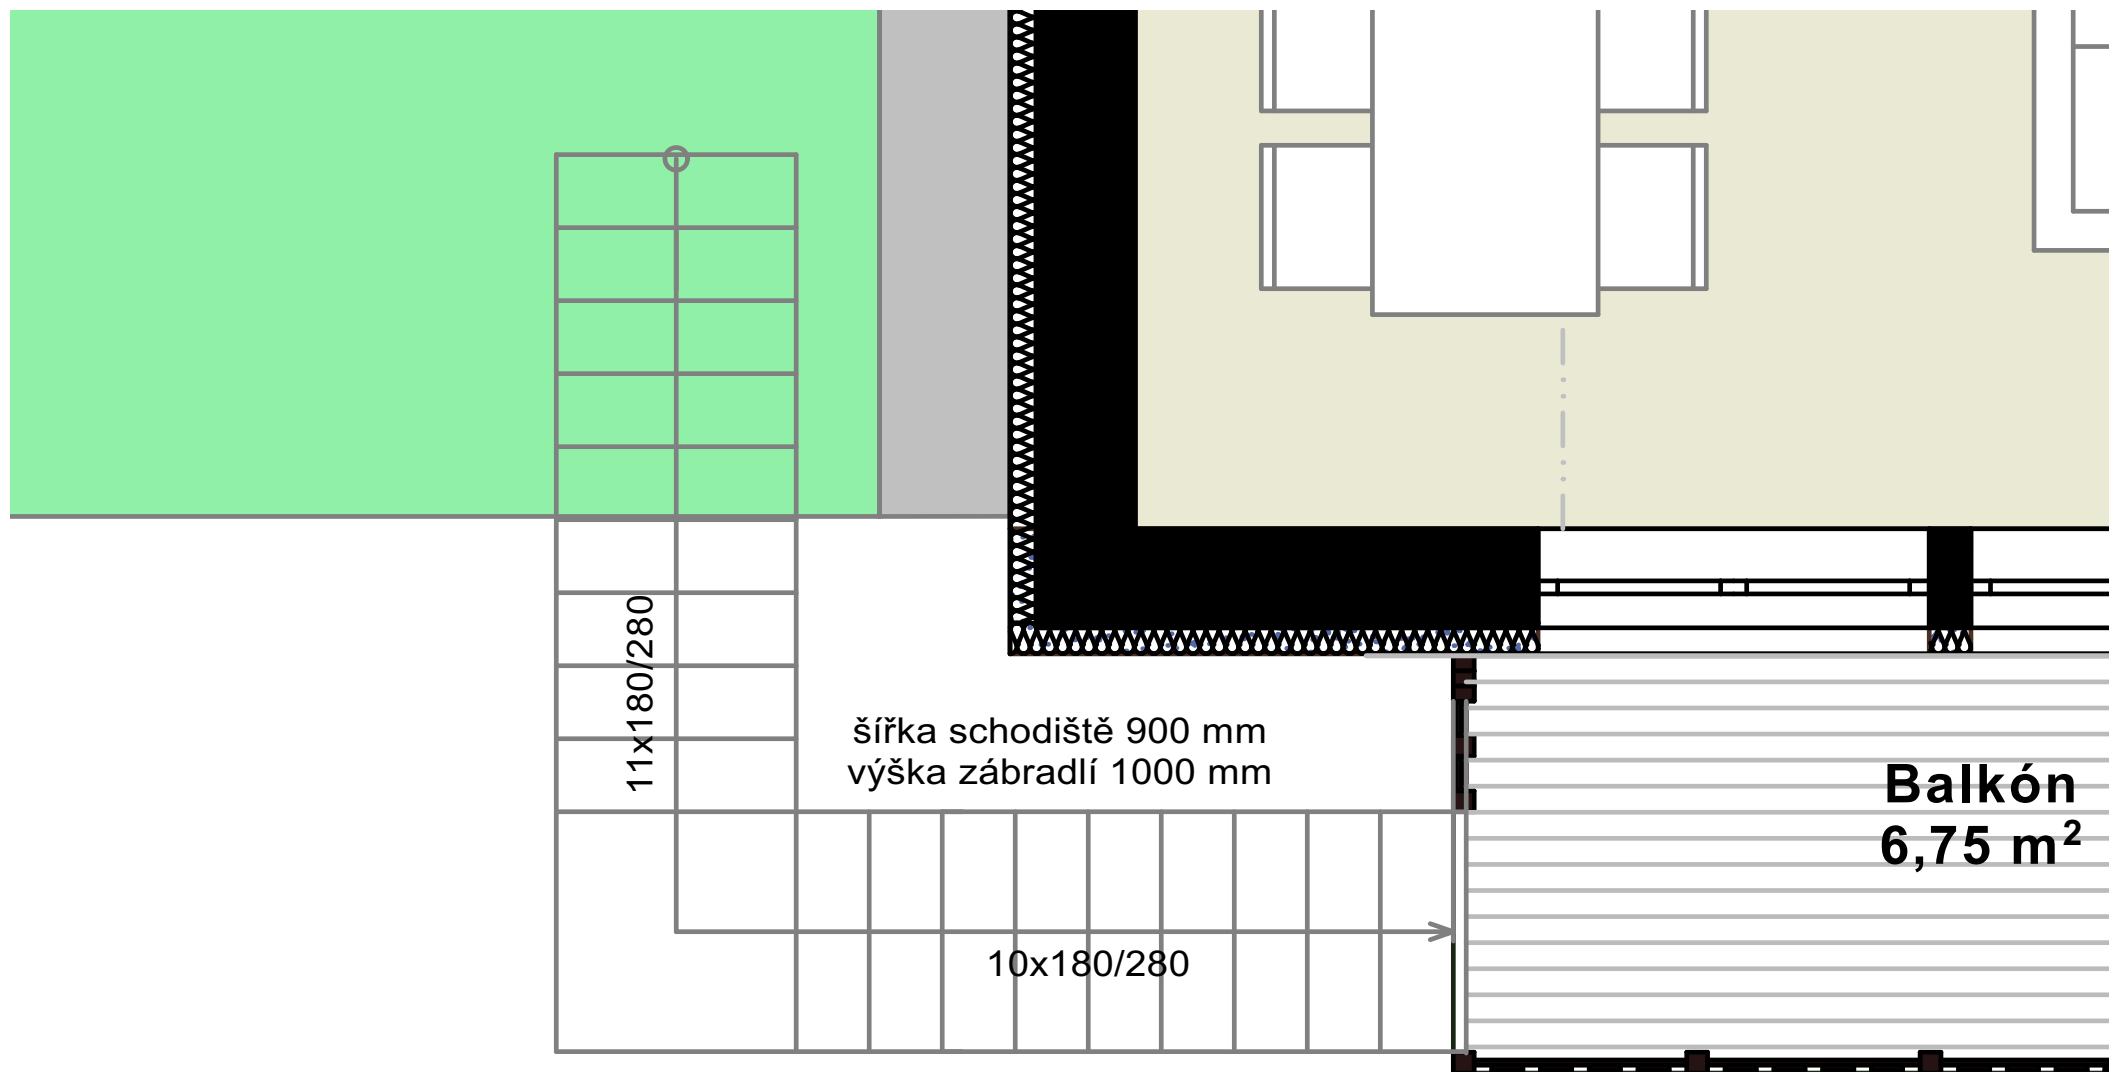 11x180/280
šířka schodiště 900 mm
výška zábradlí 1000 mm
Balkón
6,75 m²
10x180/280